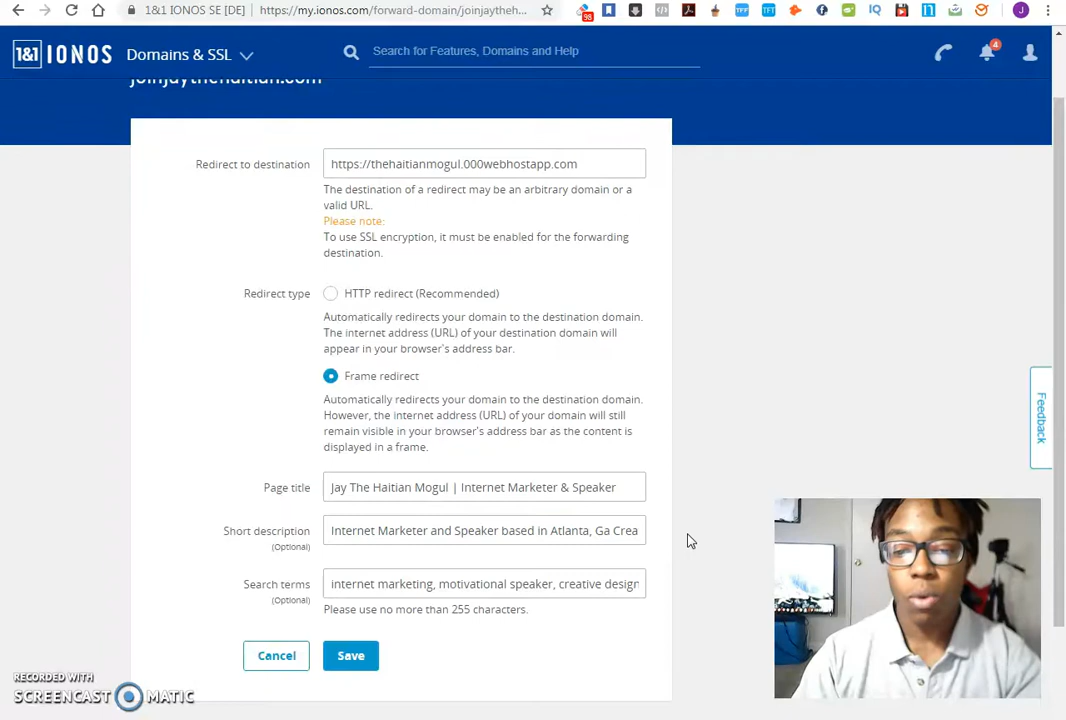 1&1 IONOS SE [DE]
https://my.ionos.com/forward-domain/joinjaytheh...
98
J
1&1 IONOS
Domains & SSL
Search for Features, Domains and Help
4
joinjaythehaitian.com
Redirect to destination
https://thehaitianmogul.000webhostapp.com
The destination of a redirect may be an arbitrary domain or a
valid URL.
Please note:
To use SSL encryption, it must be enabled for the forwarding
destination.
Redirect type
HTTP redirect (Recommended)
Automatically redirects your domain to the destination domain.
The internet address (URL) of your destination domain will
appear in your browser's address bar.
Frame redirect
Automatically redirects your domain to the destination domain.
However, the internet address (URL) of your domain will still
remain visible in your browser's address bar as the content is
displayed in a frame.
Page title
Jay The Haitian Mogul | Internet Marketer & Speaker
Short description
(Optional)
Internet Marketer and Speaker based in Atlanta, Ga Crea
Search terms
(Optional)
internet marketing, motivational speaker, creative design
Please use no more than 255 characters.
Cancel
Save
Feedback
RECORDED WITH
SCREENCAST MATIC